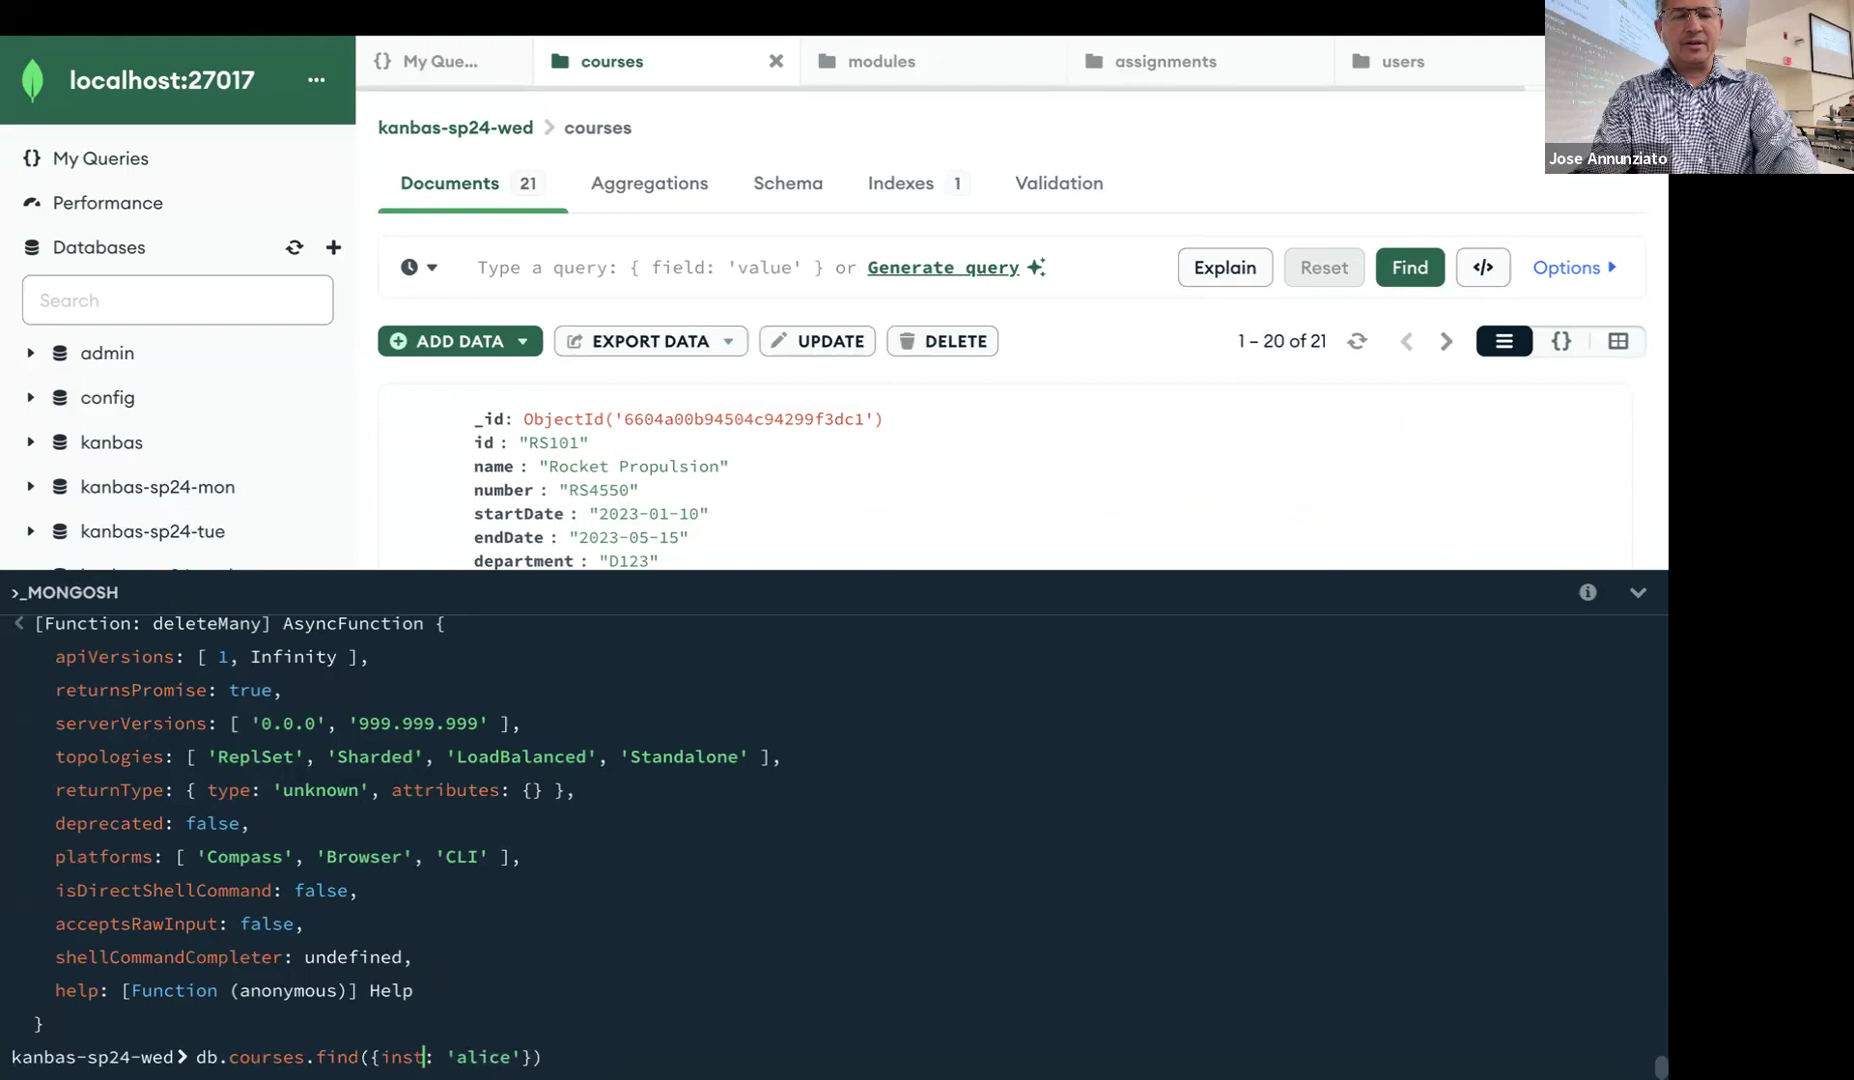 localhost:27017 ...
{} My Que... courses modules assignments users
Jose Annunziato
My Queries
Performance
Databases
Search
admin
config
kanbas
kanbas-sp24-mon
kanbas-sp24-tue
kanbas-sp24-wed > courses
Documents 21 Aggregations Schema Indexes 1 Validation
Type a query: { field: 'value' } or Generate query
Explain Reset Find </> Options
ADD DATA EXPORT DATA UPDATE DELETE 1 – 20 of 21 {}
_id: ObjectId('6604a00b94504c94299f3dc1')
id : "RS101"
name : "Rocket Propulsion"
number : "RS4550"
startDate : "2023-01-10"
endDate : "2023-05-15"
department : "D123"
>_MONGOSH
< [Function: deleteMany] AsyncFunction {
apiVersions: [ 1, Infinity ],
returnsPromise: true,
serverVersions: [ '0.0.0', '999.999.999' ],
topologies: [ 'ReplSet', 'Sharded', 'LoadBalanced', 'Standalone' ],
returnType: { type: 'unknown', attributes: {} },
deprecated: false,
platforms: [ 'Compass', 'Browser', 'CLI' ],
isDirectShellCommand: false,
acceptsRawInput: false,
shellCommandCompleter: undefined,
help: [Function (anonymous)] Help
}
kanbas-sp24-wed> db.courses.find({inst: 'alice'})